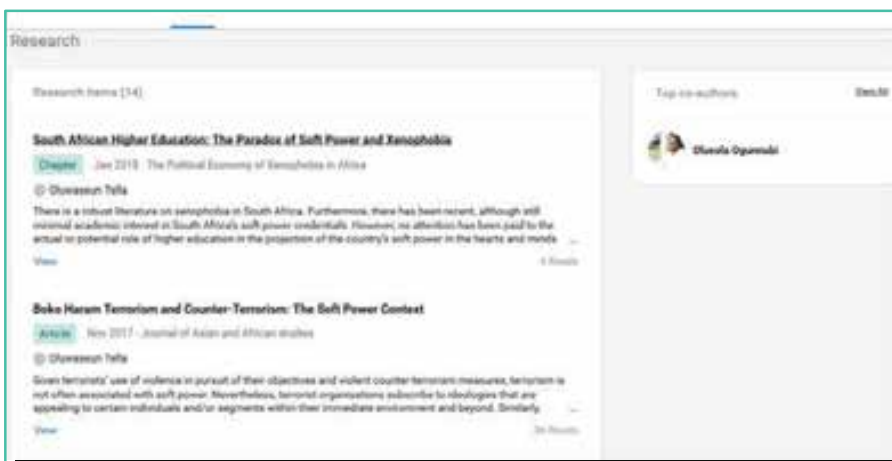 Research
Research Items (14)
Top co-authors
South African Higher Education: The Paradox of Soft Power and Xenophobia
Chapter Jan 2018 · The Political Economy of Xenophobia in Africa
Oluwaseun Tella
There is a robust literature on xenophobia in South Africa. Furthermore, there has been recent, although still
minimal academic interest in South Africa's soft power credentials. However, no attention has been paid to the
actual or potential role of higher education in the projection of the country's soft power in the hearts and minds ...
View
Reads
Olusola Ogunnubi
Boko Haram Terrorism and Counter-Terrorism: The Soft Power Context
Article Nov 2017 · Journal of Asian and African studies
Oluwaseun Tella
Given terrorists' use of violence in pursuit of their objectives and violent counter-terrorism measures, terrorism is
not often associated with soft power. Nevertheless, terrorist organisations subscribe to ideologies that are
appealing to certain individuals and/or segments within their immediate environment and beyond. Similarly, ...
View
Reads